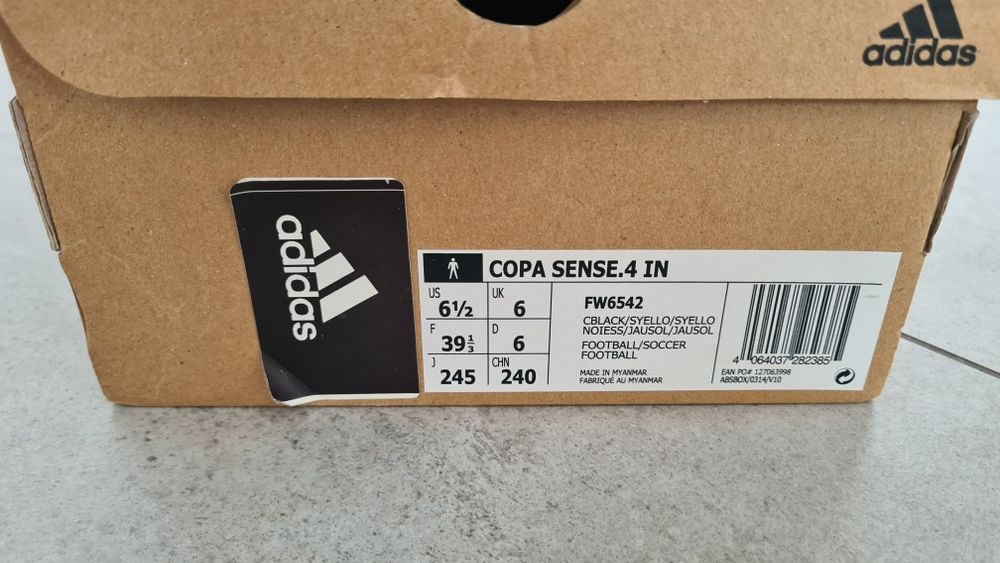 adidas
adidas
COPA SENSE.4 IN
US
6½
UK
6
F
39⅓
D
6
J
245
CHN
240
FW6542
CBLACK/SYELLO/SYELLO
NOIESS/JAUSOL/JAUSOL
FOOTBALL/SOCCER
FOOTBALL
MADE IN MYANMAR
FABRIQUÉ AU MYANMAR
4 064037 282385
EAN PO# 127063998
ABSBOX/0314/V10